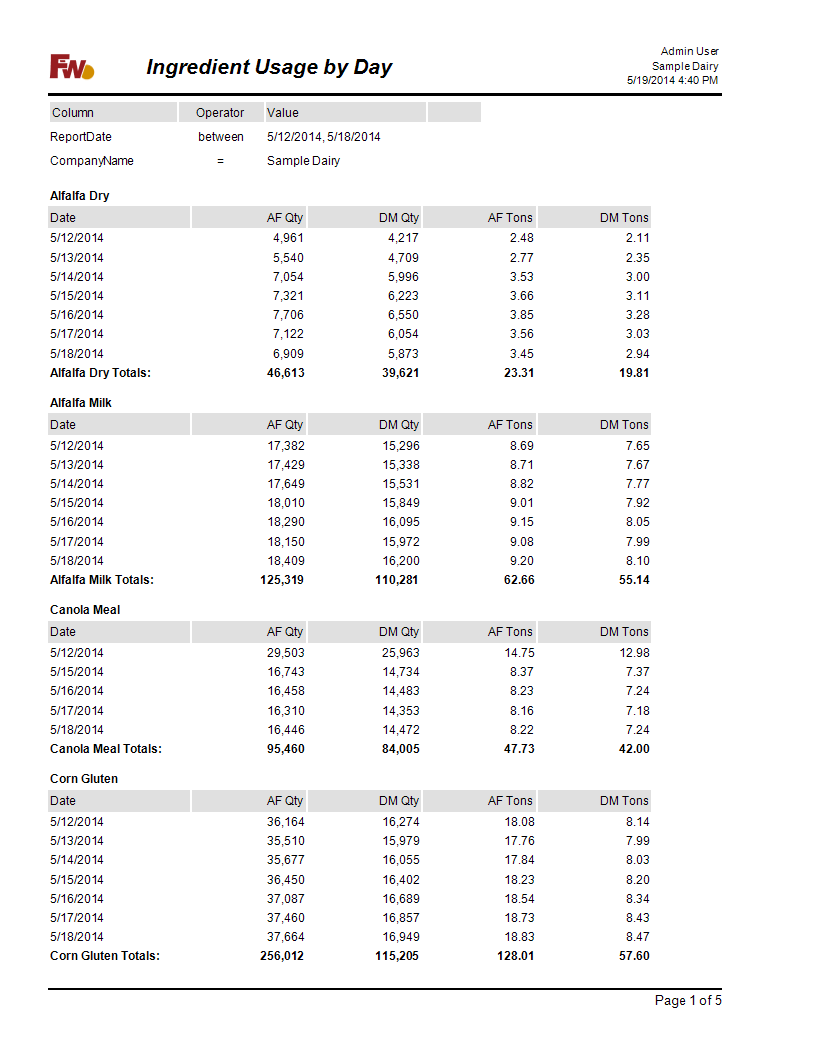 FW
Ingredient Usage by Day
Admin User
Sample Dairy
5/19/2014 4:40 PM
Column Operator Value
ReportDate between 5/12/2014, 5/18/2014
CompanyName = Sample Dairy
Alfalfa Dry
Date AF Qty DM Qty AF Tons DM Tons
5/12/2014 4,961 4,217 2.48 2.11
5/13/2014 5,540 4,709 2.77 2.35
5/14/2014 7,054 5,996 3.53 3.00
5/15/2014 7,321 6,223 3.66 3.11
5/16/2014 7,706 6,550 3.85 3.28
5/17/2014 7,122 6,054 3.56 3.03
5/18/2014 6,909 5,873 3.45 2.94
Alfalfa Dry Totals: 46,613 39,621 23.31 19.81
Alfalfa Milk
Date AF Qty DM Qty AF Tons DM Tons
5/12/2014 17,382 15,296 8.69 7.65
5/13/2014 17,429 15,338 8.71 7.67
5/14/2014 17,649 15,531 8.82 7.77
5/15/2014 18,010 15,849 9.01 7.92
5/16/2014 18,290 16,095 9.15 8.05
5/17/2014 18,150 15,972 9.08 7.99
5/18/2014 18,409 16,200 9.20 8.10
Alfalfa Milk Totals: 125,319 110,281 62.66 55.14
Canola Meal
Date AF Qty DM Qty AF Tons DM Tons
5/12/2014 29,503 25,963 14.75 12.98
5/15/2014 16,743 14,734 8.37 7.37
5/16/2014 16,458 14,483 8.23 7.24
5/17/2014 16,310 14,353 8.16 7.18
5/18/2014 16,446 14,472 8.22 7.24
Canola Meal Totals: 95,460 84,005 47.73 42.00
Corn Gluten
Date AF Qty DM Qty AF Tons DM Tons
5/12/2014 36,164 16,274 18.08 8.14
5/13/2014 35,510 15,979 17.76 7.99
5/14/2014 35,677 16,055 17.84 8.03
5/15/2014 36,450 16,402 18.23 8.20
5/16/2014 37,087 16,689 18.54 8.34
5/17/2014 37,460 16,857 18.73 8.43
5/18/2014 37,664 16,949 18.83 8.47
Corn Gluten Totals: 256,012 115,205 128.01 57.60
Page 1 of 5